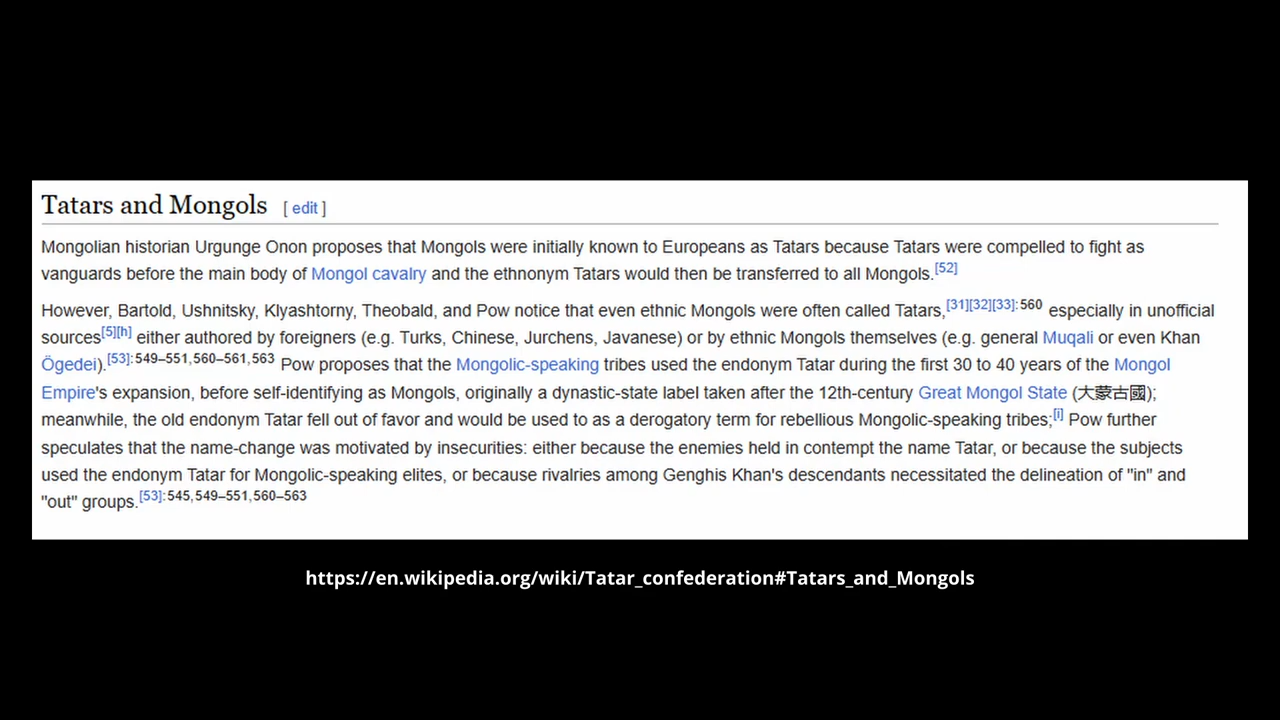 Tatars and Mongols [ edit ]
Mongolian historian Urgunge Onon proposes that Mongols were initially known to Europeans as Tatars because Tatars were compelled to fight as
vanguards before the main body of Mongol cavalry and the ethnonym Tatars would then be transferred to all Mongols.[52]
However, Bartold, Ushnitsky, Klyashtorny, Theobald, and Pow notice that even ethnic Mongols were often called Tatars,[31][32][33]:560 especially in unofficial
sources[5][h] either authored by foreigners (e.g. Turks, Chinese, Jurchens, Javanese) or by ethnic Mongols themselves (e.g. general Muqali or even Khan
Ögedei).[53]:549–551,560–561,563 Pow proposes that the Mongolic-speaking tribes used the endonym Tatar during the first 30 to 40 years of the Mongol
Empire's expansion, before self-identifying as Mongols, originally a dynastic-state label taken after the 12th-century Great Mongol State (大蒙古國);
meanwhile, the old endonym Tatar fell out of favor and would be used to as a derogatory term for rebellious Mongolic-speaking tribes;[i] Pow further
speculates that the name-change was motivated by insecurities: either because the enemies held in contempt the name Tatar, or because the subjects
used the endonym Tatar for Mongolic-speaking elites, or because rivalries among Genghis Khan's descendants necessitated the delineation of "in" and
"out" groups.[53]:545,549–551,560–563
https://en.wikipedia.org/wiki/Tatar_confederation#Tatars_and_Mongols